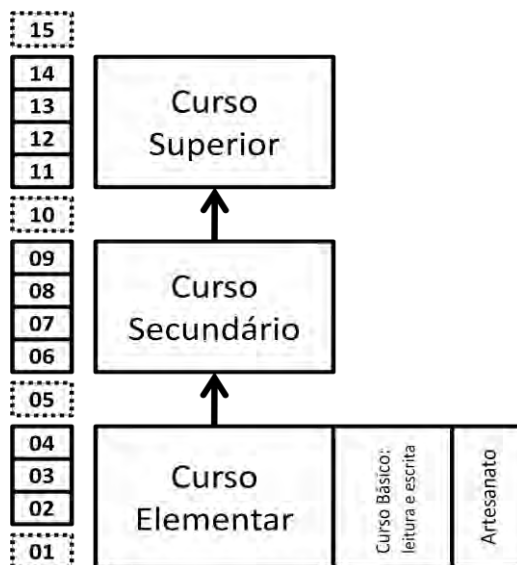 15
14
13
12
11
Curso
Superior
10
09
08
07
06
Curso
Secundário
05
04
03
02
01
Curso
Elementar
Curso Básico:
leitura e escrita
Artesanato